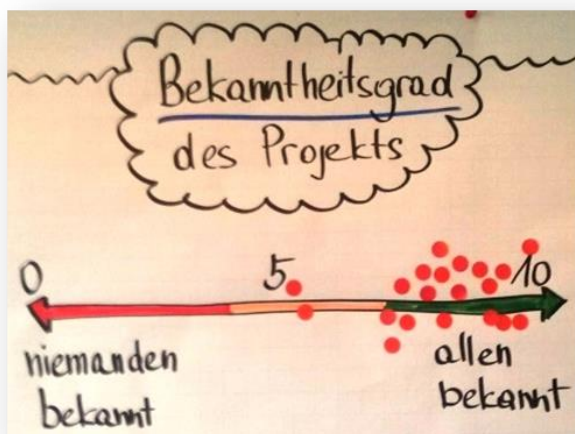 Bekanntheitsgrad
des Projekts
0 5 10
niemanden
bekannt
allen
bekannt